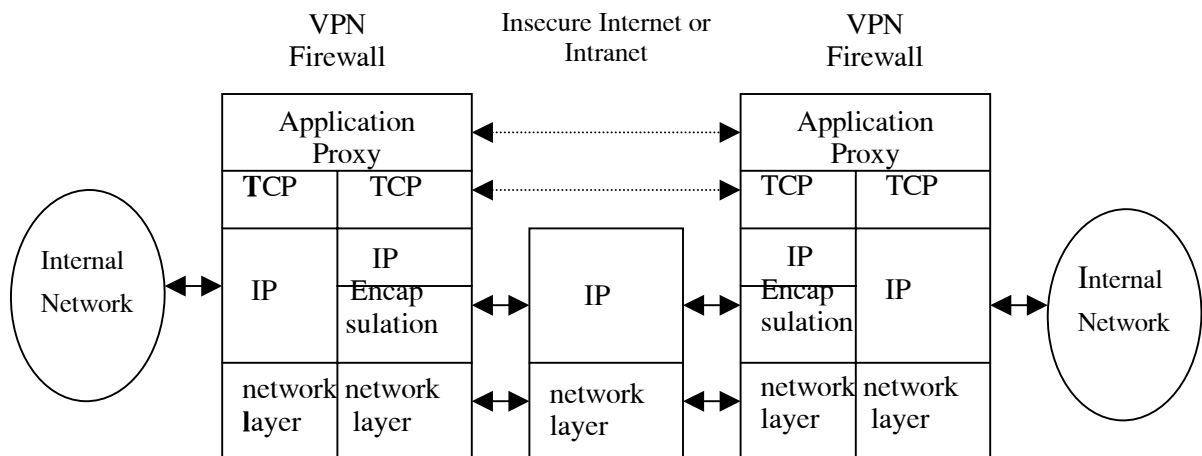 VPN
Firewall
Insecure Internet or
Intranet
VPN
Firewall
Application
Proxy
Application
Proxy
TCP
TCP
TCP
TCP
Internal
Network
IP
IP
Encap
sulation
IP
IP
Encap
sulation
IP
Internal
Network
network
layer
network
layer
network
layer
network
layer
network
layer